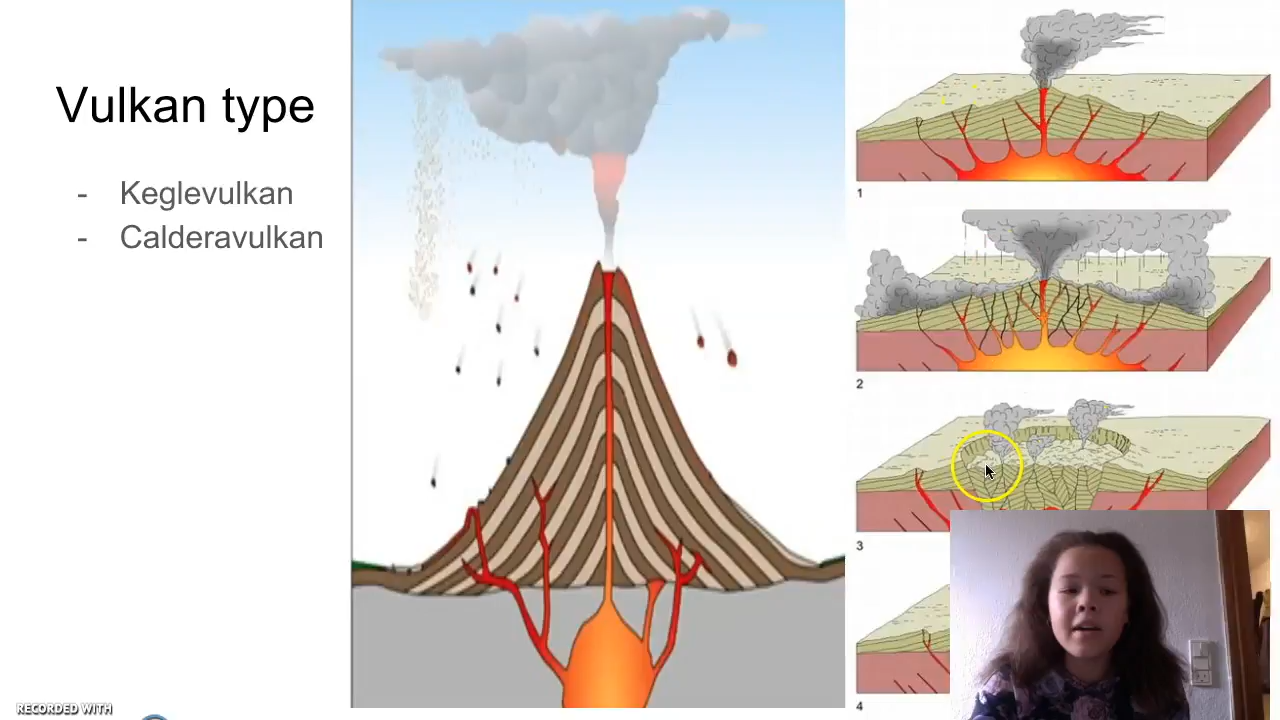 Vulkan type
- Keglevulkan
- Calderavulkan
1
2
3
4
RECORDED WITH